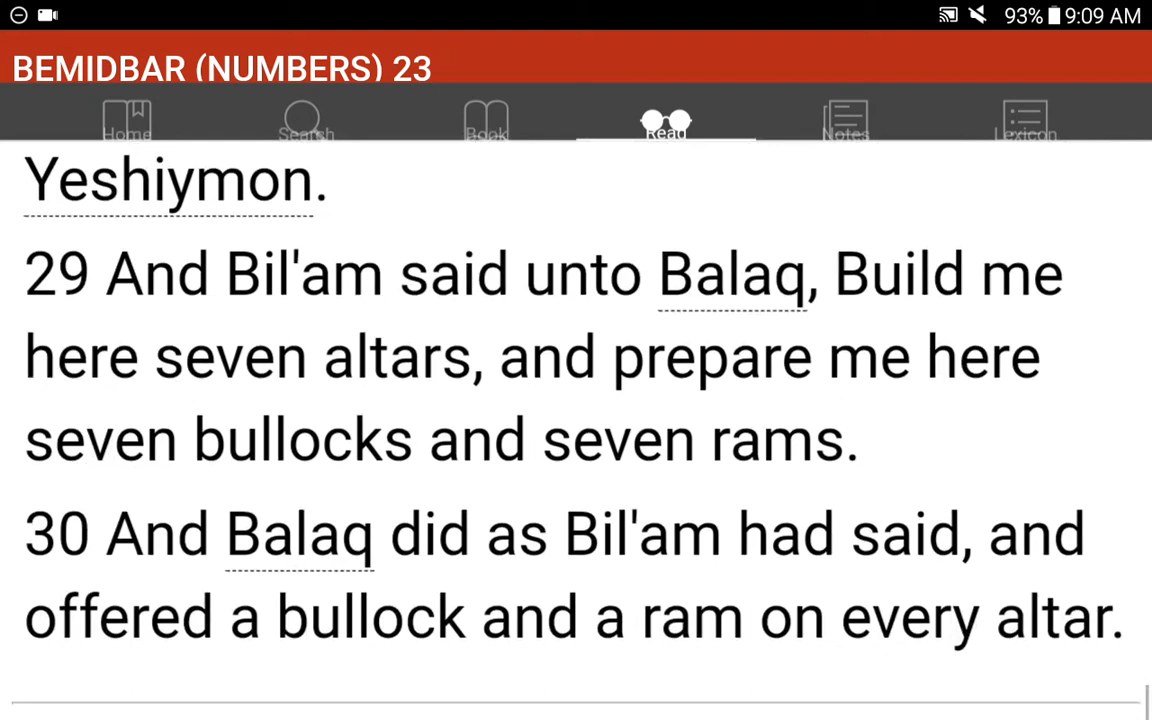 93% 9:09 AM
BEMIDBAR (NUMBERS) 23
Home Search Book Read Notes Lexicon
Yeshiymon.
29 And Bil'am said unto Balaq, Build me
here seven altars, and prepare me here
seven bullocks and seven rams.
30 And Balaq did as Bil'am had said, and
offered a bullock and a ram on every altar.